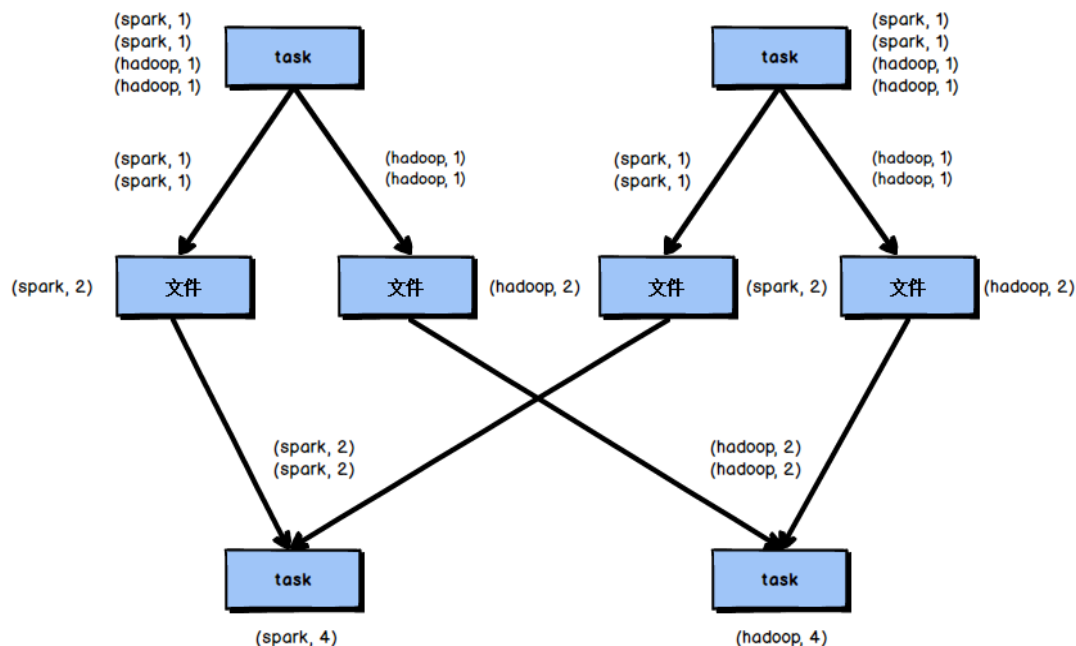 (spark, 1)
(spark, 1)
(hadoop, 1)
(hadoop, 1)
task
task
(spark, 1)
(spark, 1)
(hadoop, 1)
(hadoop, 1)
(spark, 1)
(spark, 1)
(hadoop, 1)
(hadoop, 1)
(spark, 1)
(spark, 1)
(hadoop, 1)
(hadoop, 1)
(spark, 2)
文件
文件
(hadoop, 2)
文件
(spark, 2)
文件
(hadoop, 2)
(spark, 2)
(spark, 2)
(hadoop, 2)
(hadoop, 2)
task
task
(spark, 4)
(hadoop, 4)